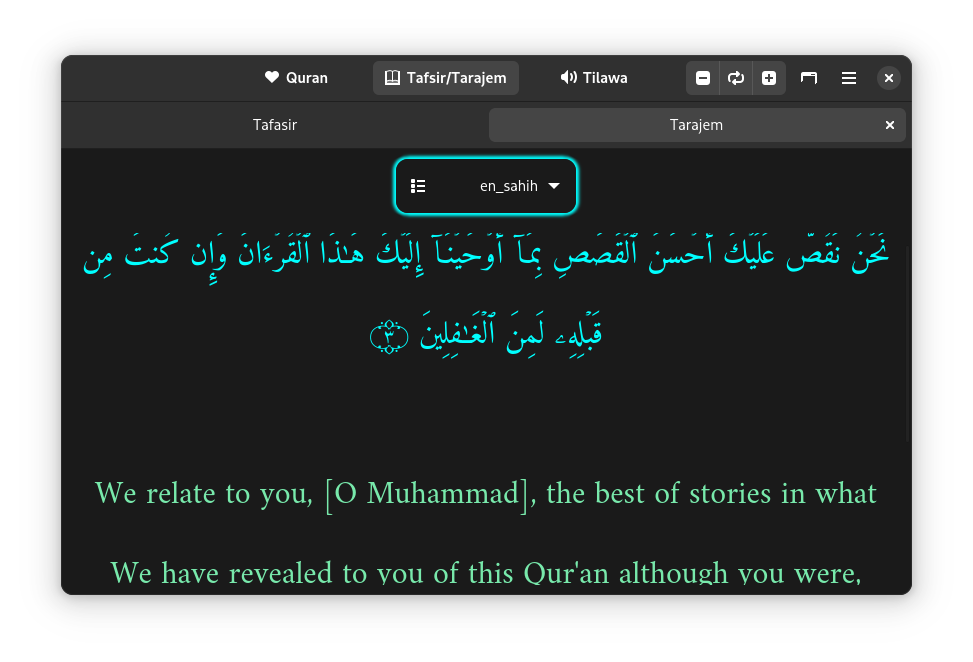 Quran
Tafsir/Tarajem
Tilawa
Tafasir
Tarajem
en_sahih
نَحْنُ نَقُصُّ عَلَيْكَ أَحْسَنَ ٱلْقَصَصِ بِمَآ أَوْحَيْنَآ إِلَيْكَ هَـٰذَا ٱلْقُرْءَانَ وَإِن كُنتَ مِن
قَبْلِهِۦ لَمِنَ ٱلْغَـٰفِلِينَ ٣
We relate to you, [O Muhammad], the best of stories in what
We have revealed to you of this Qur'an although you were,